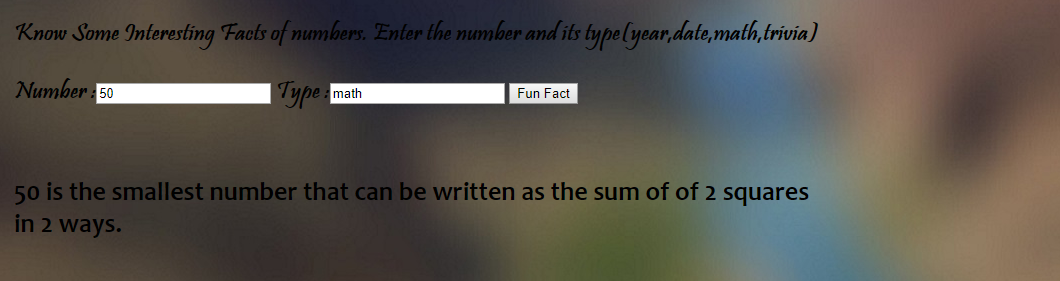 Know Some Interesting Facts of numbers. Enter the number and its type(year,date,math,trivia)
Number :50 Type :math Fun Fact
50 is the smallest number that can be written as the sum of of 2 squares
in 2 ways.